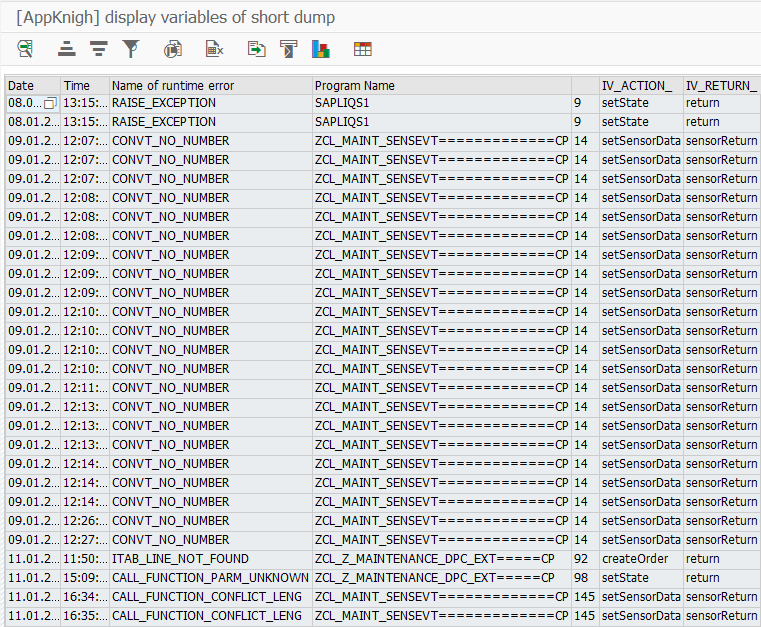 [AppKnigh] display variables of short dump
Date Time Name of runtime error Program Name IV_ACTION_ IV_RETURN_
08.0... 13:15:... RAISE_EXCEPTION SAPLIQS1 9 setState return
08.01.2... 13:15:... RAISE_EXCEPTION SAPLIQS1 9 setState return
09.01.2... 12:07:... CONVT_NO_NUMBER ZCL_MAINT_SENSEVT=============CP 14 setSensorData sensorReturn
09.01.2... 12:07:... CONVT_NO_NUMBER ZCL_MAINT_SENSEVT=============CP 14 setSensorData sensorReturn
09.01.2... 12:07:... CONVT_NO_NUMBER ZCL_MAINT_SENSEVT=============CP 14 setSensorData sensorReturn
09.01.2... 12:08:... CONVT_NO_NUMBER ZCL_MAINT_SENSEVT=============CP 14 setSensorData sensorReturn
09.01.2... 12:08:... CONVT_NO_NUMBER ZCL_MAINT_SENSEVT=============CP 14 setSensorData sensorReturn
09.01.2... 12:08:... CONVT_NO_NUMBER ZCL_MAINT_SENSEVT=============CP 14 setSensorData sensorReturn
09.01.2... 12:09:... CONVT_NO_NUMBER ZCL_MAINT_SENSEVT=============CP 14 setSensorData sensorReturn
09.01.2... 12:09:... CONVT_NO_NUMBER ZCL_MAINT_SENSEVT=============CP 14 setSensorData sensorReturn
09.01.2... 12:09:... CONVT_NO_NUMBER ZCL_MAINT_SENSEVT=============CP 14 setSensorData sensorReturn
09.01.2... 12:10:... CONVT_NO_NUMBER ZCL_MAINT_SENSEVT=============CP 14 setSensorData sensorReturn
09.01.2... 12:10:... CONVT_NO_NUMBER ZCL_MAINT_SENSEVT=============CP 14 setSensorData sensorReturn
09.01.2... 12:10:... CONVT_NO_NUMBER ZCL_MAINT_SENSEVT=============CP 14 setSensorData sensorReturn
09.01.2... 12:10:... CONVT_NO_NUMBER ZCL_MAINT_SENSEVT=============CP 14 setSensorData sensorReturn
09.01.2... 12:11:... CONVT_NO_NUMBER ZCL_MAINT_SENSEVT=============CP 14 setSensorData sensorReturn
09.01.2... 12:13:... CONVT_NO_NUMBER ZCL_MAINT_SENSEVT=============CP 14 setSensorData sensorReturn
09.01.2... 12:13:... CONVT_NO_NUMBER ZCL_MAINT_SENSEVT=============CP 14 setSensorData sensorReturn
09.01.2... 12:13:... CONVT_NO_NUMBER ZCL_MAINT_SENSEVT=============CP 14 setSensorData sensorReturn
09.01.2... 12:14:... CONVT_NO_NUMBER ZCL_MAINT_SENSEVT=============CP 14 setSensorData sensorReturn
09.01.2... 12:14:... CONVT_NO_NUMBER ZCL_MAINT_SENSEVT=============CP 14 setSensorData sensorReturn
09.01.2... 12:14:... CONVT_NO_NUMBER ZCL_MAINT_SENSEVT=============CP 14 setSensorData sensorReturn
09.01.2... 12:26:... CONVT_NO_NUMBER ZCL_MAINT_SENSEVT=============CP 14 setSensorData sensorReturn
09.01.2... 12:27:... CONVT_NO_NUMBER ZCL_MAINT_SENSEVT=============CP 14 setSensorData sensorReturn
11.01.2... 11:50:... ITAB_LINE_NOT_FOUND ZCL_Z_MAINTENANCE_DPC_EXT=====CP 92 createOrder return
11.01.2... 15:09:... CALL_FUNCTION_PARM_UNKNOWN ZCL_Z_MAINTENANCE_DPC_EXT=====CP 98 setState return
11.01.2... 16:34:... CALL_FUNCTION_CONFLICT_LENG ZCL_MAINT_SENSEVT=============CP 145 setSensorData sensorReturn
11.01.2... 16:35:... CALL_FUNCTION_CONFLICT_LENG ZCL_MAINT_SENSEVT=============CP 145 setSensorData sensorReturn